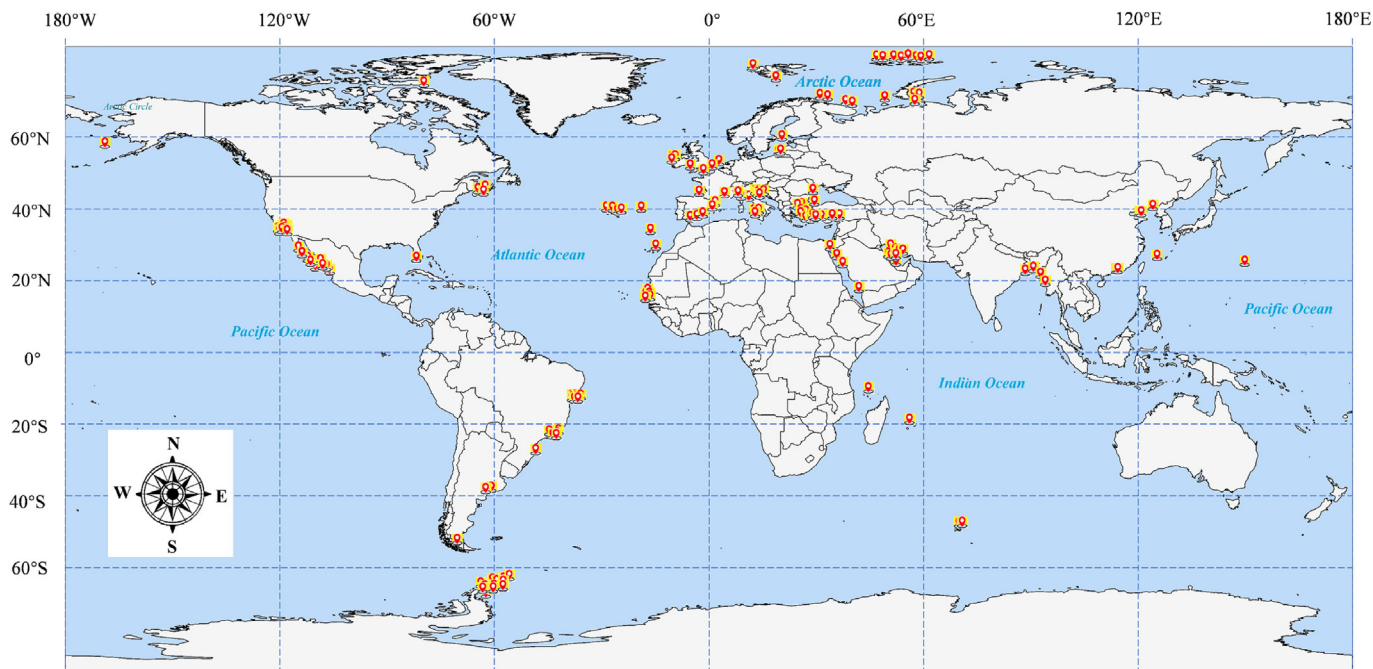 180°W
60°W
0°
60°E
120°E
180°E
Arctic Ocean
Arctic Circle
60°N
40°N
Atlantic Ocean
20°N
Pacific Ocean
Pacific Ocean
0°
Indian Ocean
20°S
N
W
E
S
40°S
60°S